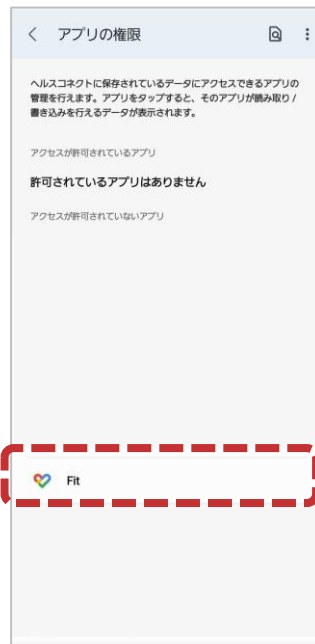 アプリの権限
ヘルスコネクトに保存されているデータにアクセスできるアプリの
管理を行えます。アプリをタップすると、そのアプリが読み取り /
書き込みを行えるデータが表示されます。
アクセスが許可されているアプリ
許可されているアプリはありません
アクセスが許可されていないアプリ
Fit